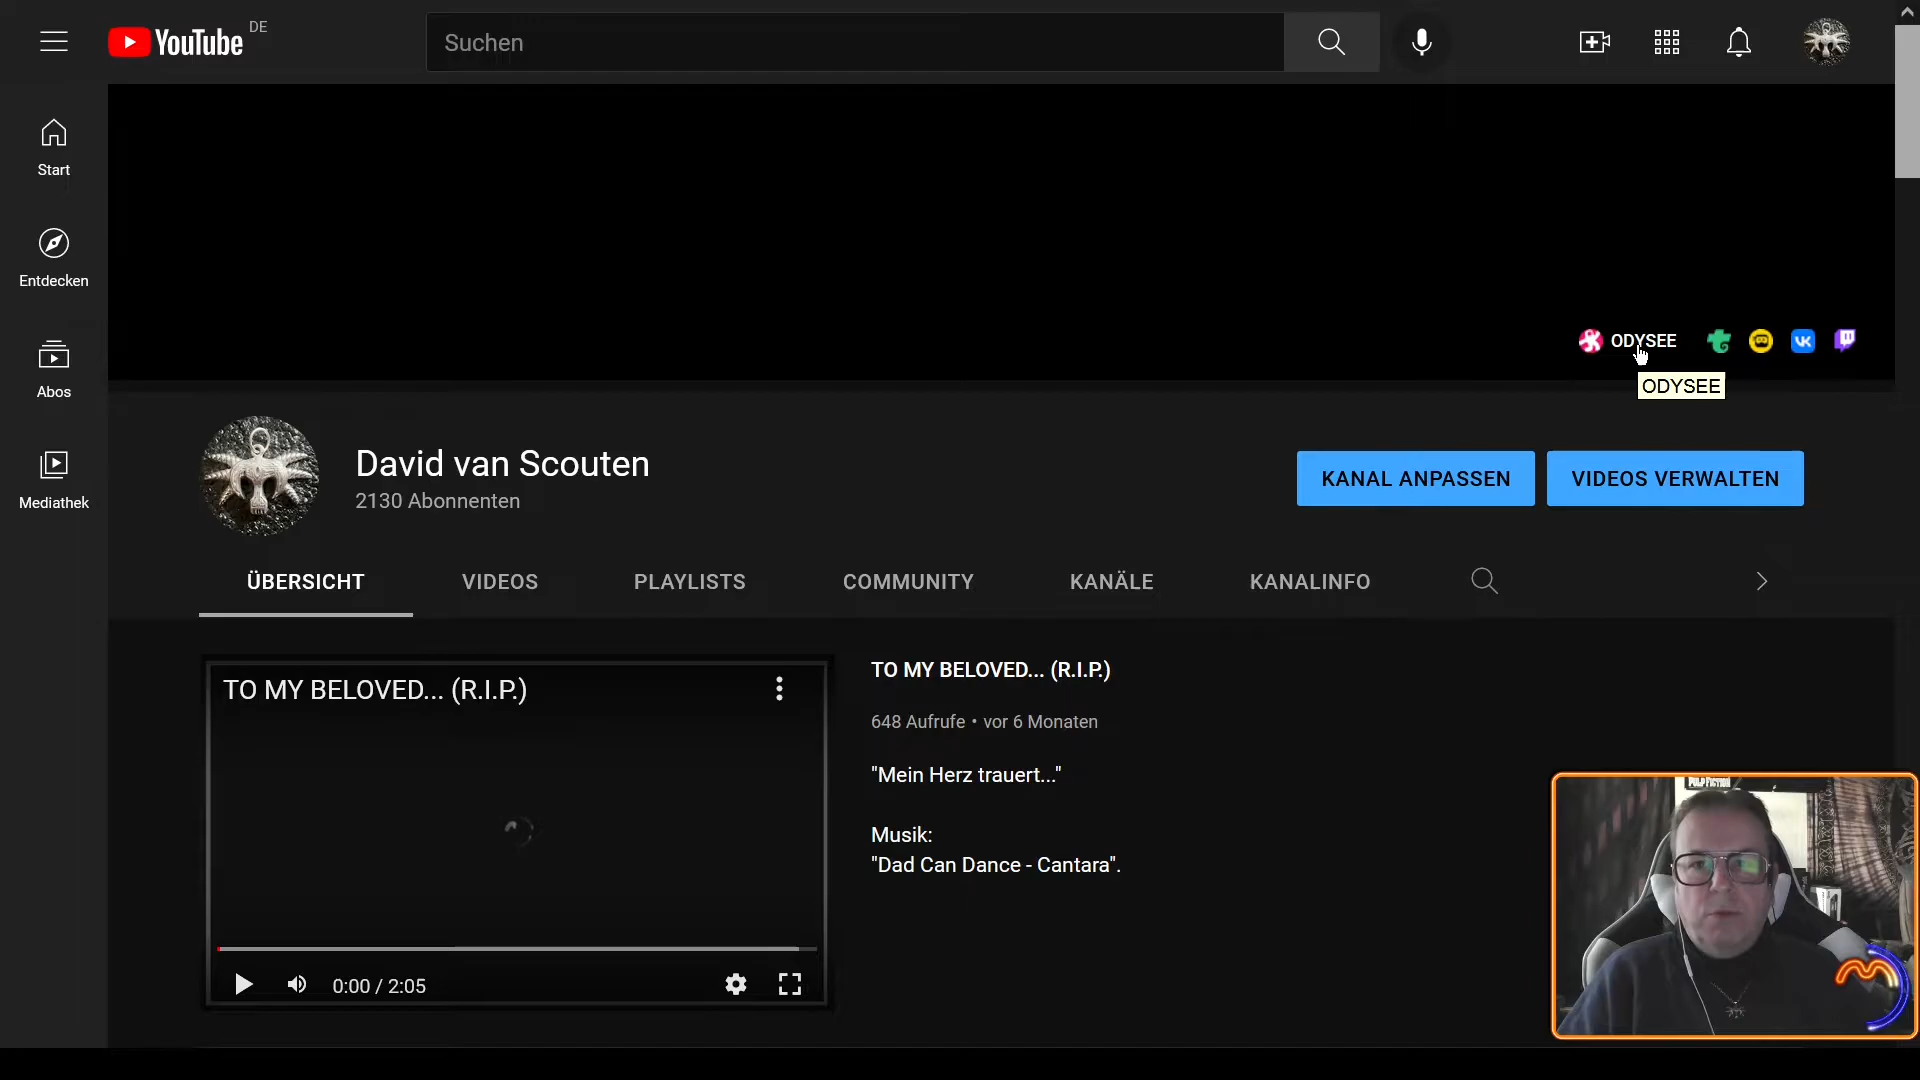 YouTube DE
Suchen
Start
Entdecken
Abos
Mediathek
ODYSEE
ODYSEE
David van Scouten
2130 Abonnenten
KANAL ANPASSEN
VIDEOS VERWALTEN
ÜBERSICHT
VIDEOS
PLAYLISTS
COMMUNITY
KANÄLE
KANALINFO
TO MY BELOVED... (R.I.P.)
0:00 / 2:05
TO MY BELOVED... (R.I.P.)
648 Aufrufe • vor 6 Monaten
"Mein Herz trauert..."
Musik:
"Dad Can Dance - Cantara".
PULP FICTION